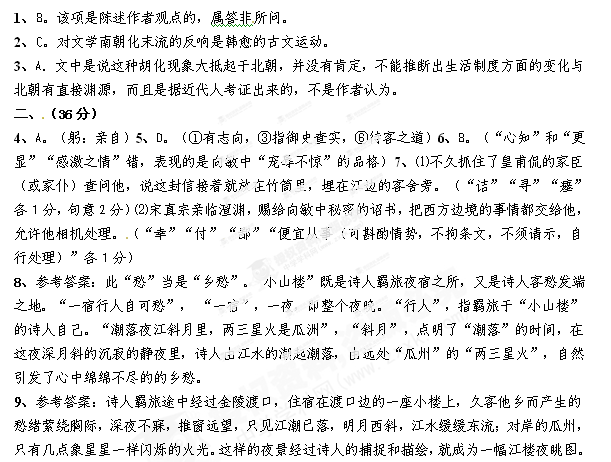 1、B。该项是陈述作者观点的，属答非所问。
2、C。对文学南朝化末流的反响是韩愈的古文运动。
3、A．文中是说这种胡化现象大抵起于北朝，并没有肯定，不能推断出生活制度方面的变化与
北朝有直接渊源，而且是据近代人考证出来的，不是作者认为。
二、（36分）
4、A。（躬：亲自）5、D。（①有志向，③指御史查实，⑥待客之道）6、B。（“心知”和“更
显”“感激之情”错，表现的是向敏中“宠辱不惊”的品格）7、⑴不久抓住了皇甫侃的家臣
（或家仆）查问他，说这封信接着就放在竹筒里，埋在江边的客舍旁。（“诘”“寻”“瘗”
各1分，句意2分）⑵宋真宗亲临澶渊，赐给向敏中秘密的诏书，把西方边境的事情都交给他，
允许他相机处理。（“幸”“付”“鄙”“便宜从事（可斟酌情势，不拘条文，不须请示，自
行处理）”各1分）
8、参考答案：此“愁”当是“乡愁”。“小山楼”既是诗人羁旅夜宿之所，又是诗人客愁发端
之地。“一宿行人自可愁”，“一宿”，一夜，即整个夜晚。“行人”，指羁旅于“小山楼”
的诗人自己。“潮落夜江斜月里，两三星火是瓜洲”，“斜月”，点明了“潮落”的时间，在
这夜深月斜的沉寂的静夜里，诗人由江水的潮起潮落，由远处“瓜州”的“两三星火”，自然
引发了心中绵绵不尽的的乡愁。
9、参考答案：诗人羁旅途中经过金陵渡口，住宿在渡口边的一座小楼上，久客他乡而产生的
愁绪萦绕胸际，深夜不寐，推窗远望，只见江潮已落，明月西斜，江水缓缓东流；对岸的瓜州，
只有几点象星星一样闪烁的火光。这样的夜景经过诗人的捕捉和描绘，就成为一幅江楼夜眺图。